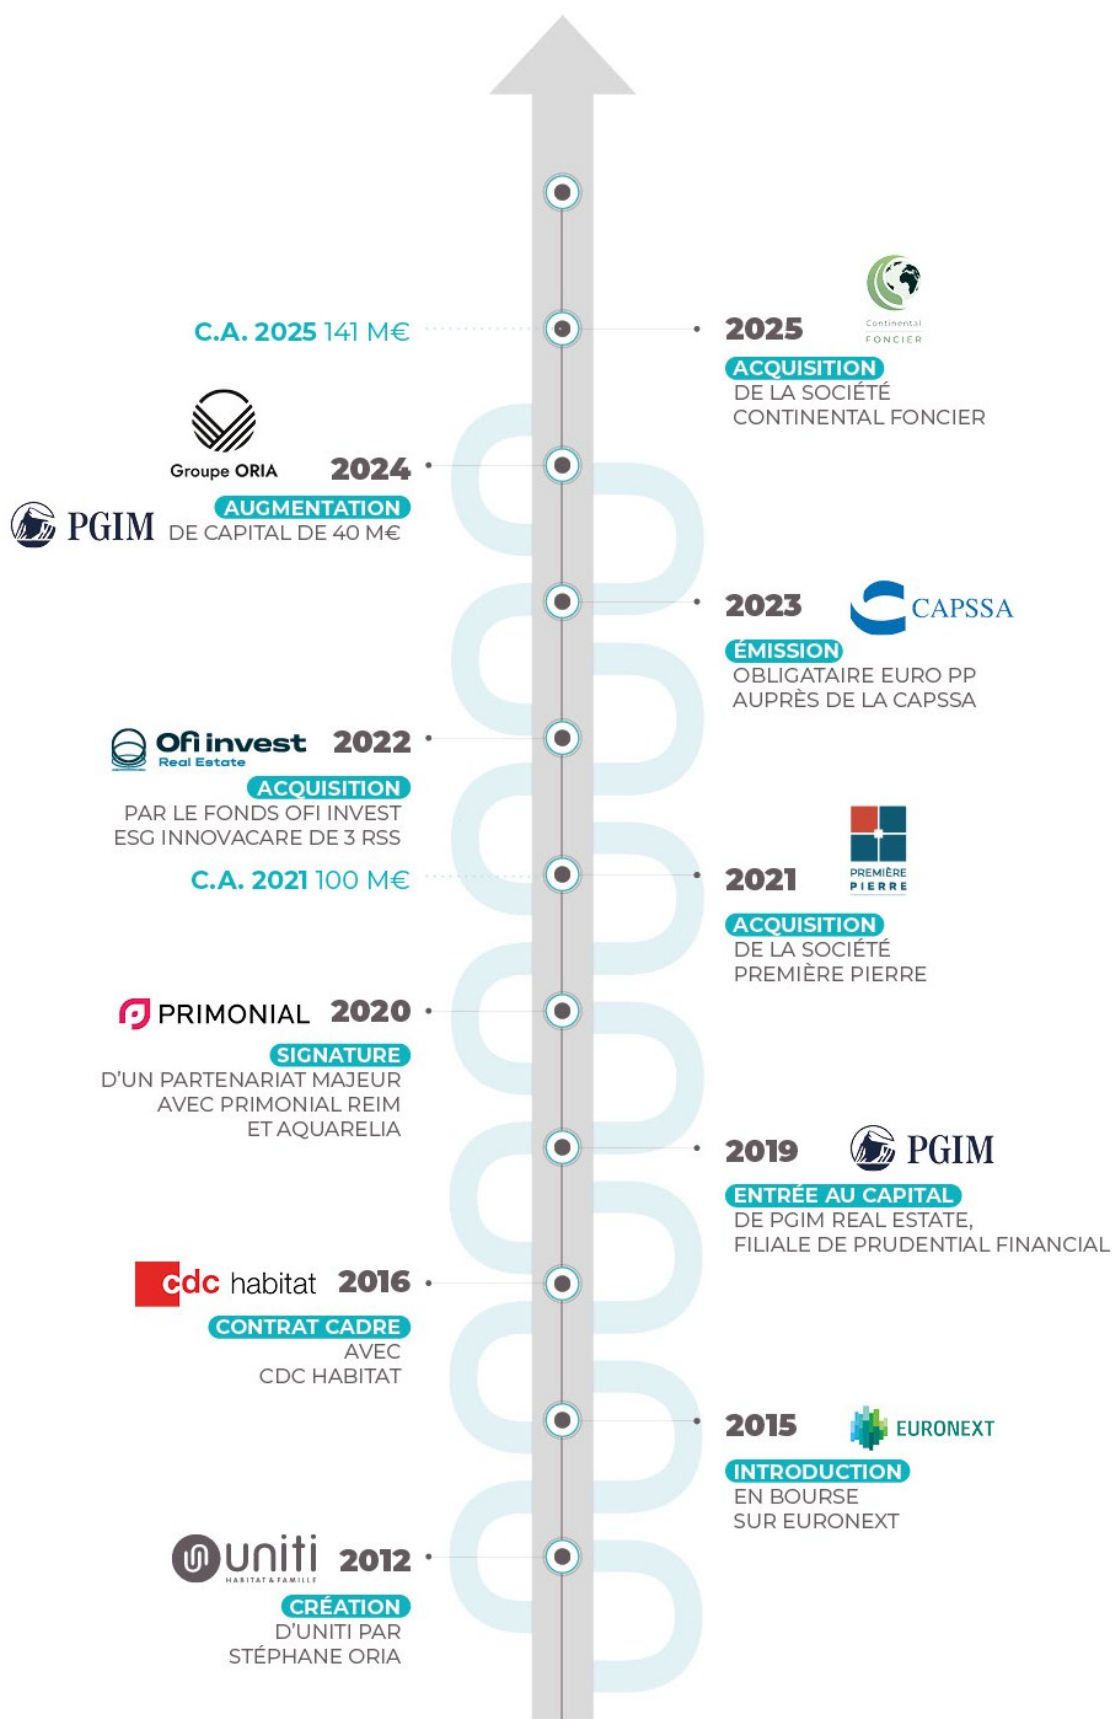 Continental
FONCIER
C.A. 2025 141 M€
2025
ACQUISITION
DE LA SOCIÉTÉ
CONTINENTAL FONCIER
Groupe ORIA
2024
PGIM
AUGMENTATION
DE CAPITAL DE 40 M€
2023
CAPSSA
ÉMISSION
OBLIGATAIRE EURO PP
AUPRÈS DE LA CAPSSA
Ofi invest
Real Estate
2022
ACQUISITION
PAR LE FONDS OFI INVEST
ESG INNOVACARE DE 3 RSS
C.A. 2021 100 M€
2021
PREMIÈRE
PIERRE
ACQUISITION
DE LA SOCIÉTÉ
PREMIÈRE PIERRE
PRIMONIAL
2020
SIGNATURE
D'UN PARTENARIAT MAJEUR
AVEC PRIMONIAL REIM
ET AQUARELIA
2019
PGIM
ENTRÉE AU CAPITAL
DE PGIM REAL ESTATE,
FILIALE DE PRUDENTIAL FINANCIAL
cdc habitat
2016
CONTRAT CADRE
AVEC
CDC HABITAT
2015
EURONEXT
INTRODUCTION
EN BOURSE
SUR EURONEXT
uniti
HABITAT & FAMILLE
2012
CRÉATION
D'UNITI PAR
STÉPHANE ORIA